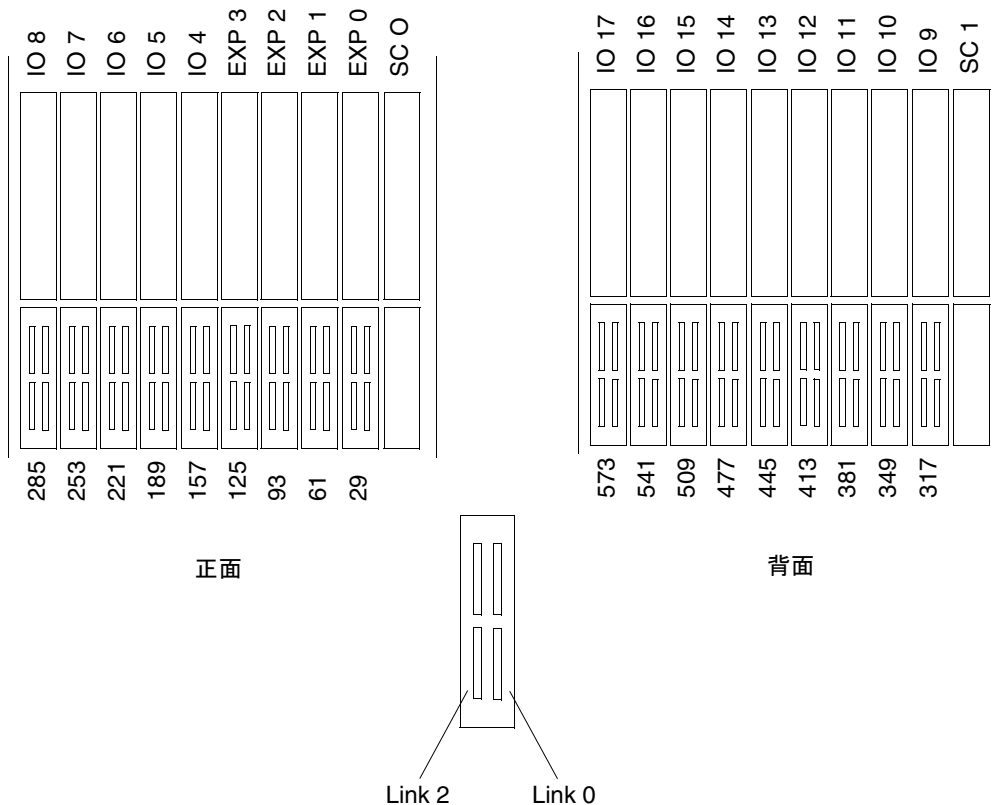 IO 8
IO 7
IO 6
IO 5
IO 4
EXP 3
EXP 2
EXP 1
EXP 0
SC O
IO 17
IO 16
IO 15
IO 14
IO 13
IO 12
IO 11
IO 10
IO 9
SC 1
285
253
221
189
157
125
93
61
29
573
541
509
477
445
413
381
349
317
正面
背面
Link 2
Link 0